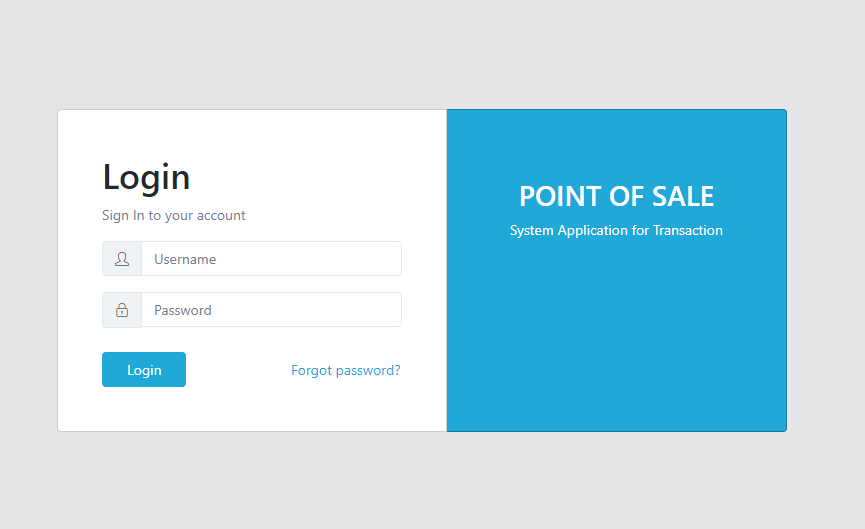 Login
Sign In to your account
Username
Password
Login
Forgot password?
POINT OF SALE
System Application for Transaction